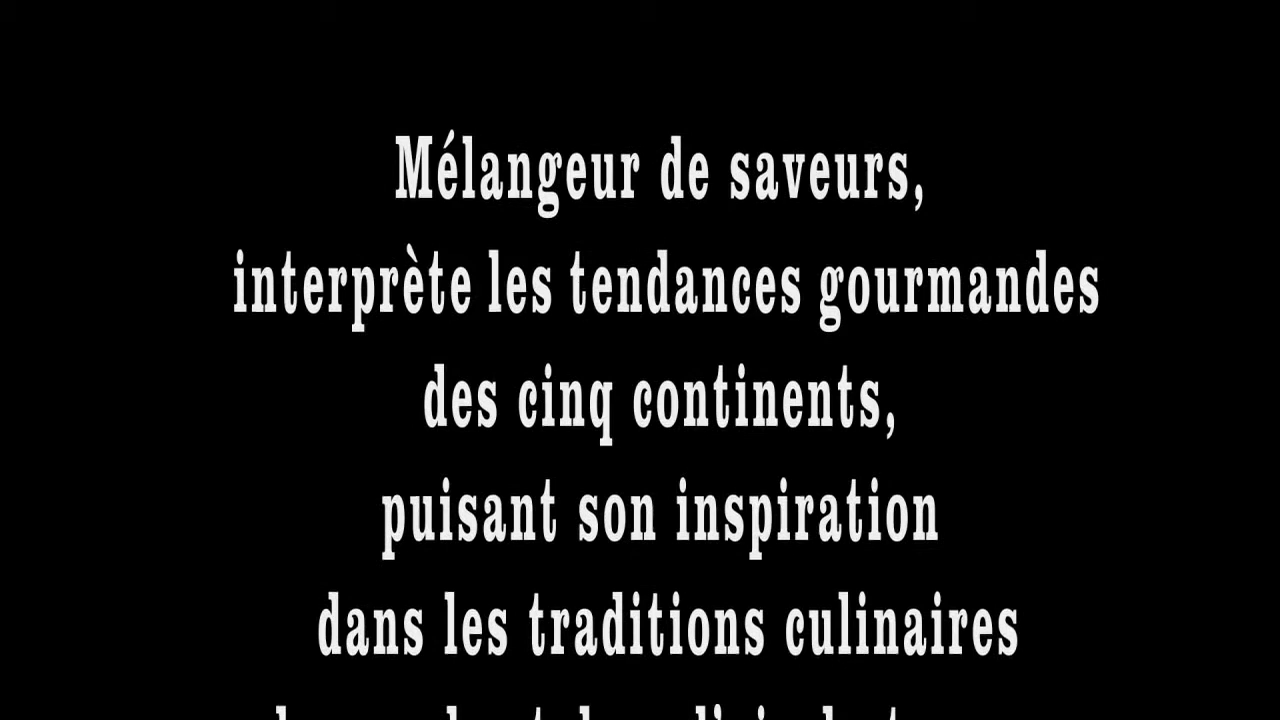 Mélangeur de saveurs,
interprète les tendances gourmandes
des cinq continents,
puisant son inspiration
dans les traditions culinaires